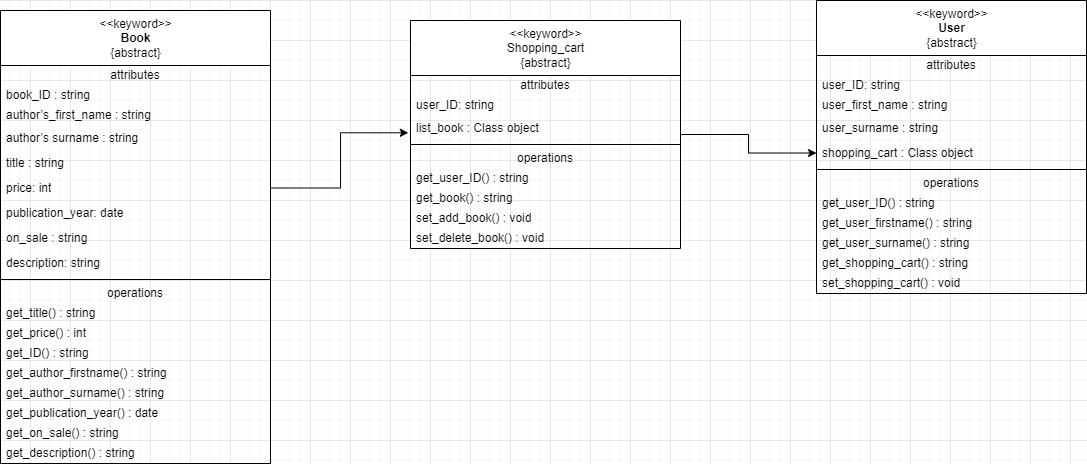 <<keyword>>
Book
{abstract}
attributes
book_ID : string
author's_first_name : string
author's surname : string
title : string
price: int
publication_year: date
on_sale : string
description: string
operations
get_title() : string
get_price() : int
get_ID() : string
get_author_firstname() : string
get_author_surname() : string
get_publication_year() : date
get_on_sale() : string
get_description() : string
<<keyword>>
Shopping_cart
{abstract}
attributes
user_ID: string
list_book : Class object
operations
get_user_ID() : string
get_book() : string
set_add_book() : void
set_delete_book() : void
<<keyword>>
User
{abstract}
attributes
user_ID: string
user_first_name : string
user_surname : string
shopping_cart : Class object
operations
get_user_ID() : string
get_user_firstname() : string
get_user_surname() : string
get_shopping_cart() : string
set_shopping_cart() : void